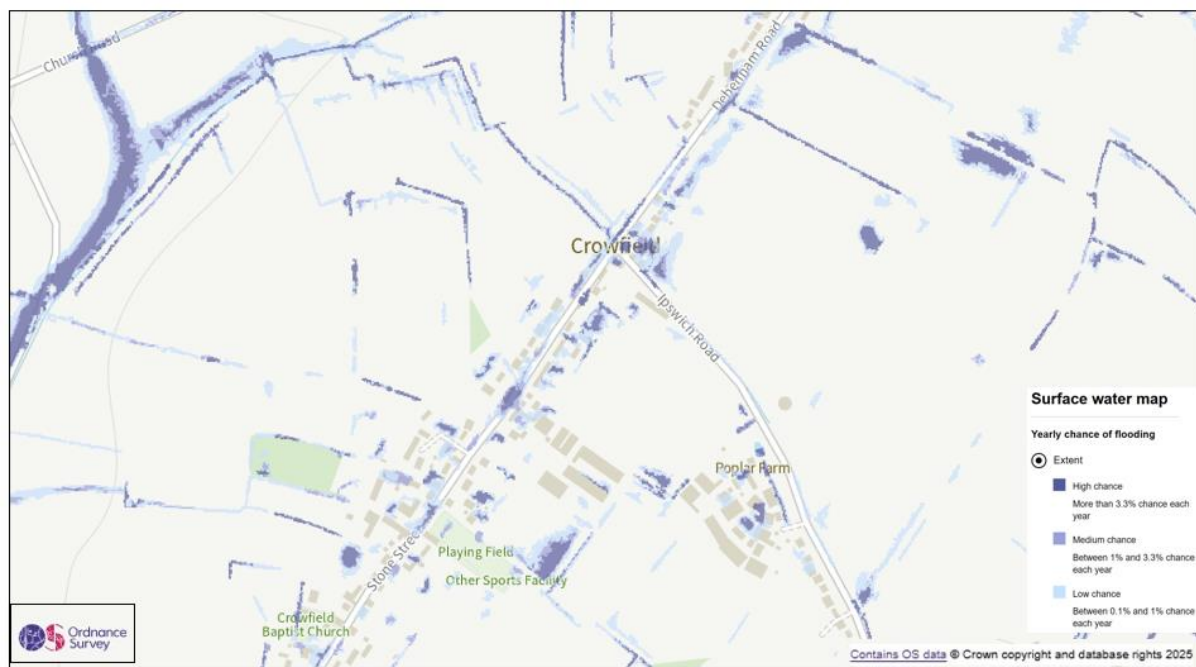 Church Road
Debenham Road
Crowfield
Ipswich Road
Poplar Farm
Stone Street
Playing Field
Other Sports Facility
Crowfield
Baptist Church
Surface water map
Yearly chance of flooding
Extent
High chance
More than 3.3% chance each
year
Medium chance
Between 1% and 3.3% chance
each year
Low chance
Between 0.1% and 1% chance
each year
Ordnance
Survey
Contains OS data © Crown copyright and database rights 2025